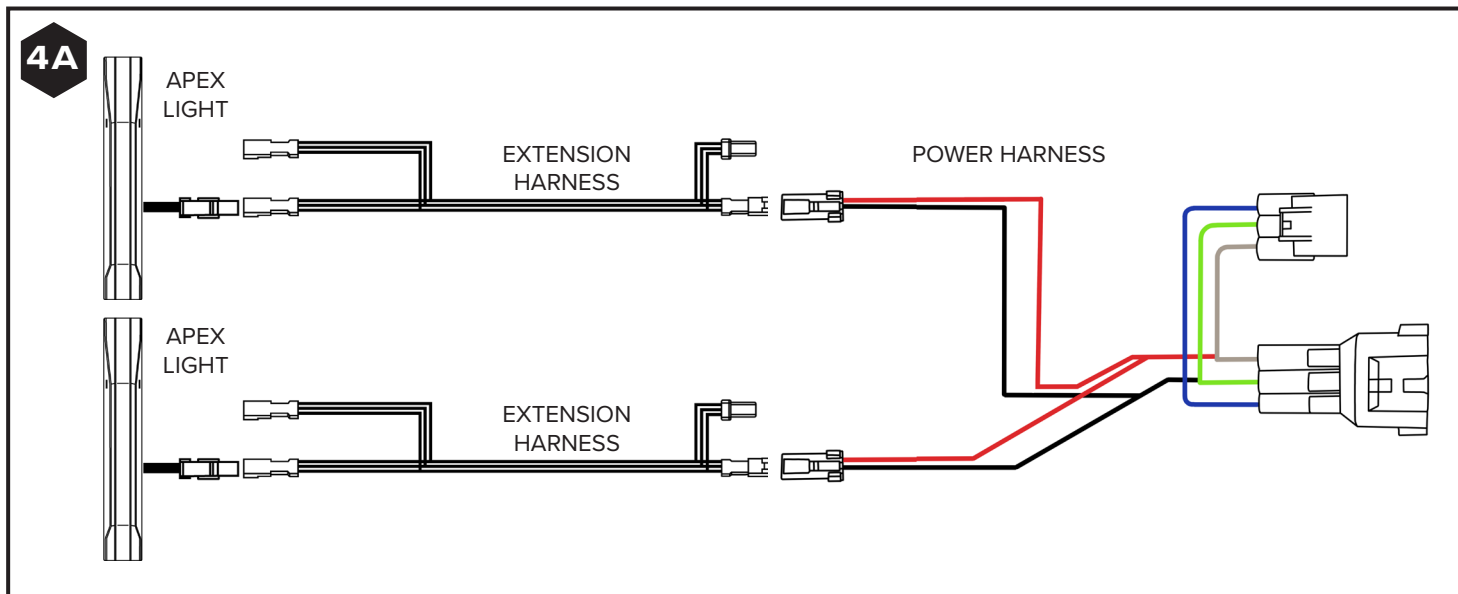 4A
APEX
LIGHT
EXTENSION
HARNESS
POWER HARNESS
APEX
LIGHT
EXTENSION
HARNESS